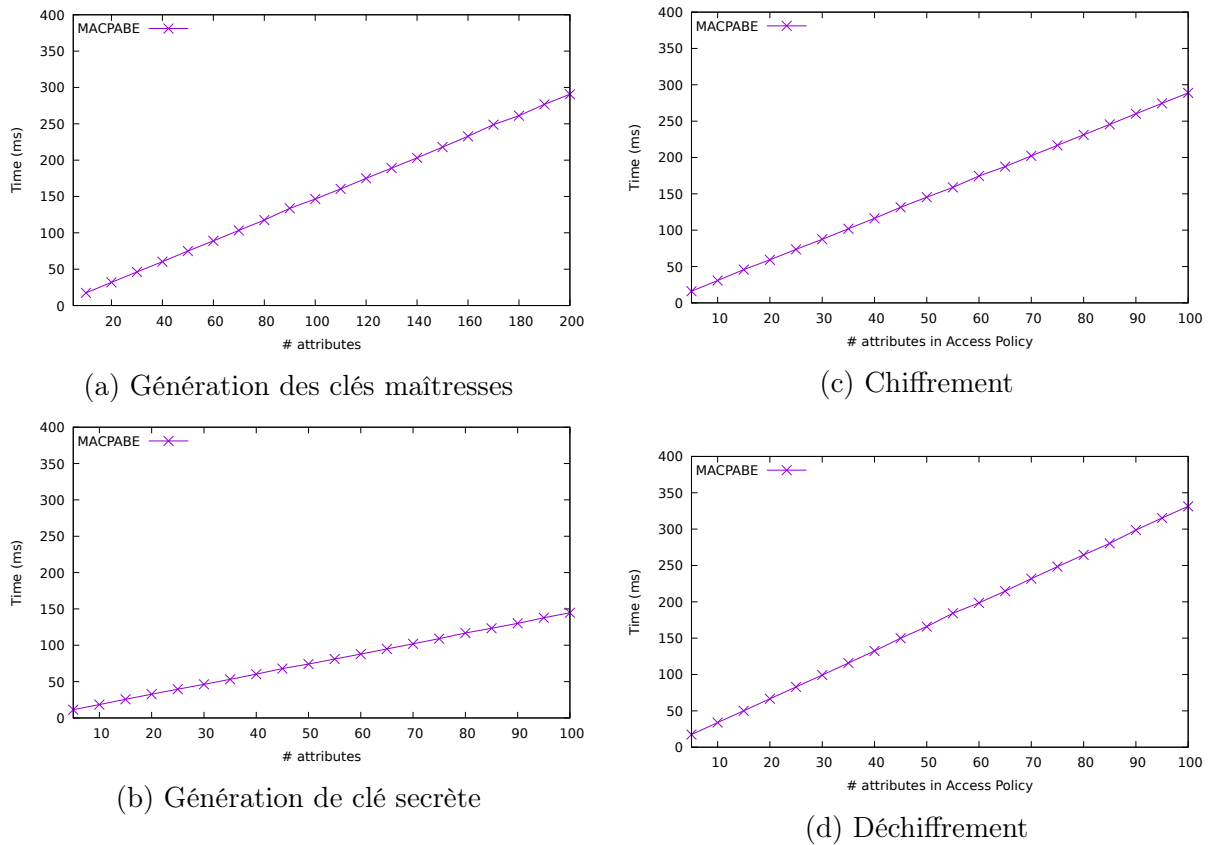 MACPABE
400
350
300
250
200
150
100
50
0
Time (ms)
20 40 60 80 100 120 140 160 180 200
# attributes
(a) Génération des clés maîtresses
MACPABE
400
350
300
250
200
150
100
50
0
Time (ms)
10 20 30 40 50 60 70 80 90 100
# attributes
(b) Génération de clé secrète
MACPABE
400
350
300
250
200
150
100
50
0
Time (ms)
10 20 30 40 50 60 70 80 90 100
# attributes in Access Policy
(c) Chiffrement
MACPABE
400
350
300
250
200
150
100
50
0
Time (ms)
10 20 30 40 50 60 70 80 90 100
# attributes in Access Policy
(d) Déchiffrement